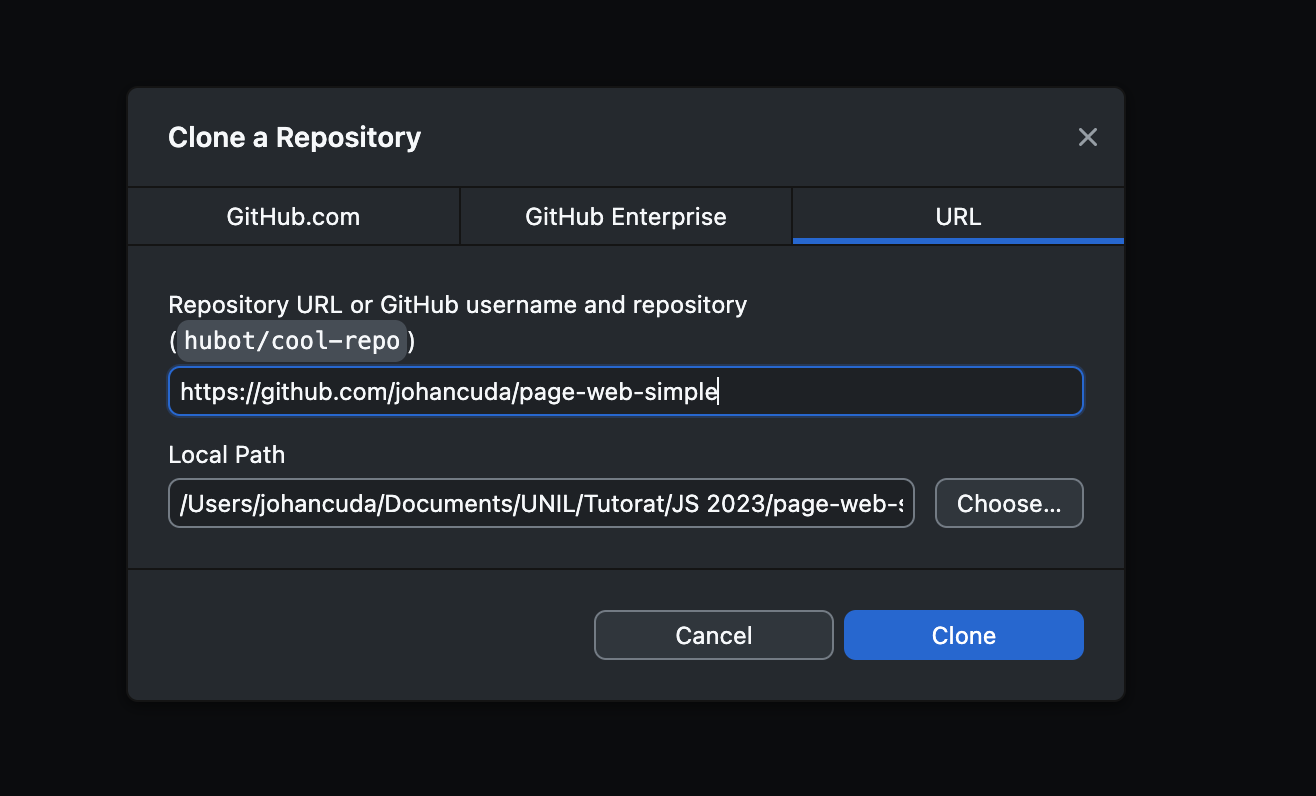 Clone a Repository
GitHub.com
GitHub Enterprise
URL
Repository URL or GitHub username and repository
(hubot/cool-repo)
https://github.com/johancuda/page-web-simple
Local Path
/Users/johancuda/Documents/UNIL/Tutorat/JS 2023/page-web-s
Choose...
Cancel
Clone